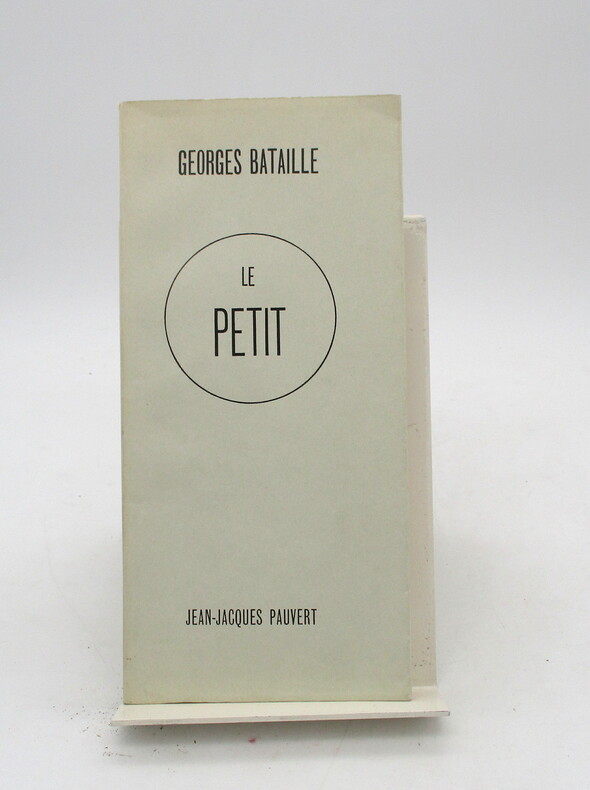 GEORGES BATAILLE
LE
PETIT
JEAN-JACQUES PAUVERT